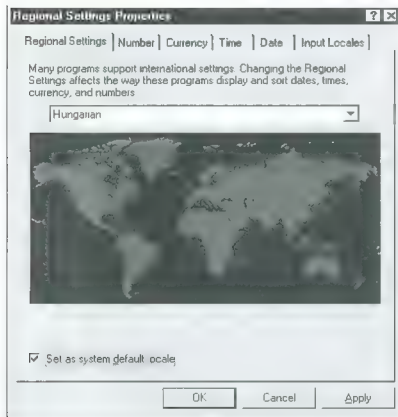 Regional Settings Properties
Regional Settings
Number
Currency
Time
Date
Input Locales
Many programs support international settings. Changing the Regional
Settings affects the way these programs display and sort dates, times,
currency, and numbers
Hungarian
Set as system default locale
OK
Cancel
Apply